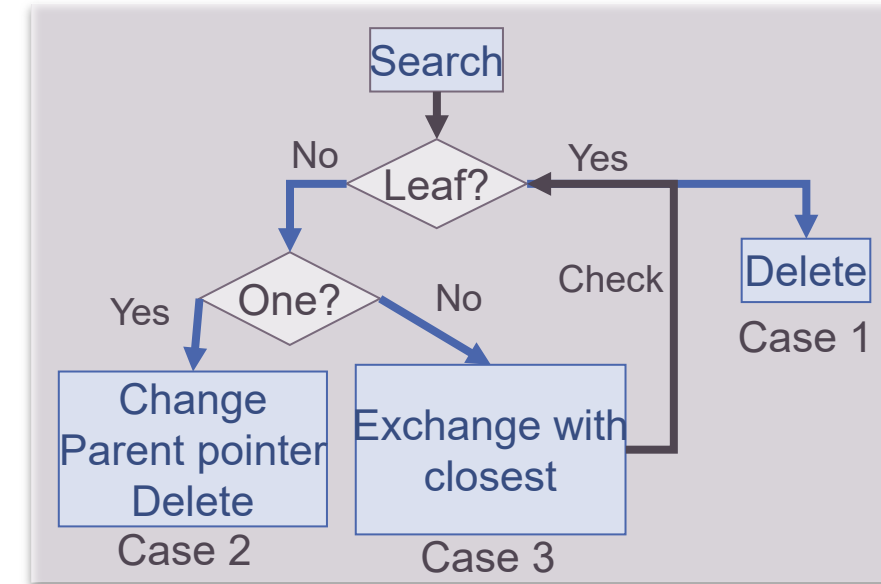 Search
No
Yes
Leaf?
Yes
One?
No
Check
Delete
Case 1
Change
Parent pointer
Delete
Case 2
Exchange with
closest
Case 3